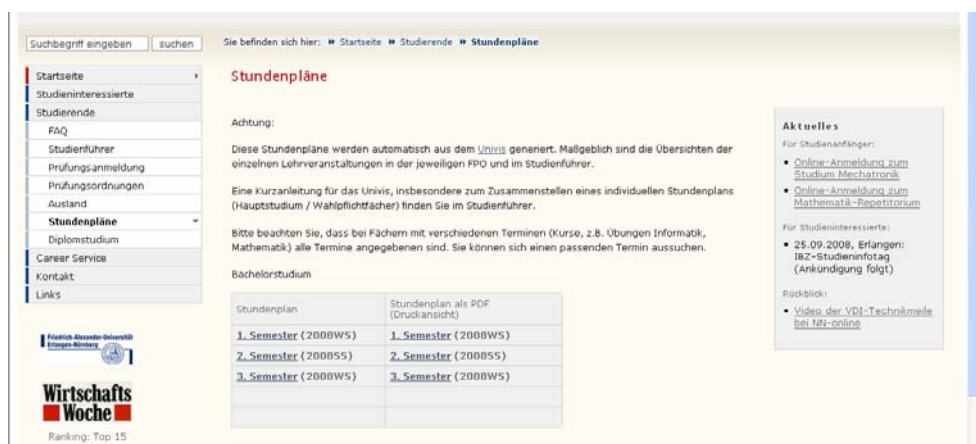 Suchbegriff eingeben
suchen
Sie befinden sich hier: » Startseite » Studierende » Stundenpläne
Startseite
Studieninteressierte
Studierende
FAQ
Studienführer
Prüfungsanmeldung
Prüfungsordnungen
Ausland
Stundenpläne
Diplomstudium
Career Service
Kontakt
Links
Friedrich-Alexander-Universität
Erlangen-Nürnberg
Wirtschafts
Woche
Ranking: Top 15
Stundenpläne
Achtung:
Diese Stundenpläne werden automatisch aus dem Univis generiert. Maßgeblich sind die Übersichten der
einzelnen Lehrveranstaltungen in der jeweiligen FPO und im Studienführer.
Eine Kurzanleitung für das Univis, insbesondere zum Zusammenstellen eines individuellen Stundenplans
(Hauptstudium / Wahlpflichtfächer) finden Sie im Studienführer.
Bitte beachten Sie, dass bei Fächern mit verschiedenen Terminen (Kurse, z.B. Übungen Informatik,
Mathematik) alle Termine angegebenen sind. Sie können sich einen passenden Termin aussuchen.
Bachelorstudium
Stundenplan
Stundenplan als PDF
(Druckansicht)
1. Semester (2008WS)
1. Semester (2008WS)
2. Semester (2008SS)
2. Semester (2008SS)
3. Semester (2008WS)
3. Semester (2008WS)
Aktuelles
Für Studienanfänger:
• Online-Anmeldung zum
Studium Mechatronik
• Online-Anmeldung zum
Mathematik-Repetitorium
Für Studieninteressierte:
• 25.09.2008, Erlangen:
IBZ-Studieninfotag
(Ankündigung folgt)
Rückblick:
• Video der VDI-Technikmeile
bei NN-online